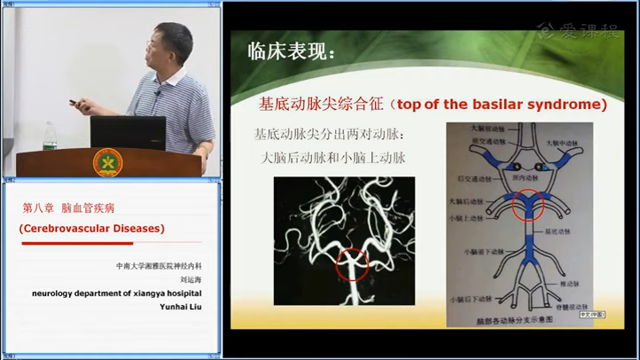 爱课程
临床表现：
基底动脉尖综合征（top of the basilar syndrome)
基底动脉尖分出两对动脉：
大脑后动脉和小脑上动脉
大脑前动脉
前交通动脉
大脑中动脉
后交通动脉
颈内动脉
大脑后动脉
小脑上动脉
基底动脉
小脑前下动脉
椎动脉
小脑后下动脉
脊髓前动脉
脑部各动脉分支示意图
第八章 脑血管疾病
(Cerebrovascular Diseases)
中南大学湘雅医院神经内科
刘运海
neurology department of xiangya hosipital
Yunhai Liu